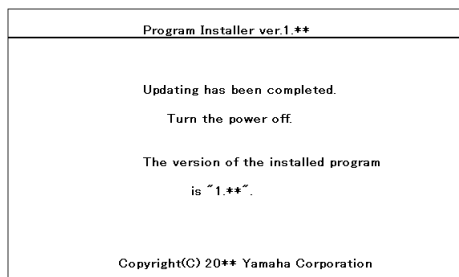 Program Installer ver.1.**
Updating has been completed.
Turn the power off.
The version of the installed program
is "1.**".
Copyright(C) 20** Yamaha Corporation